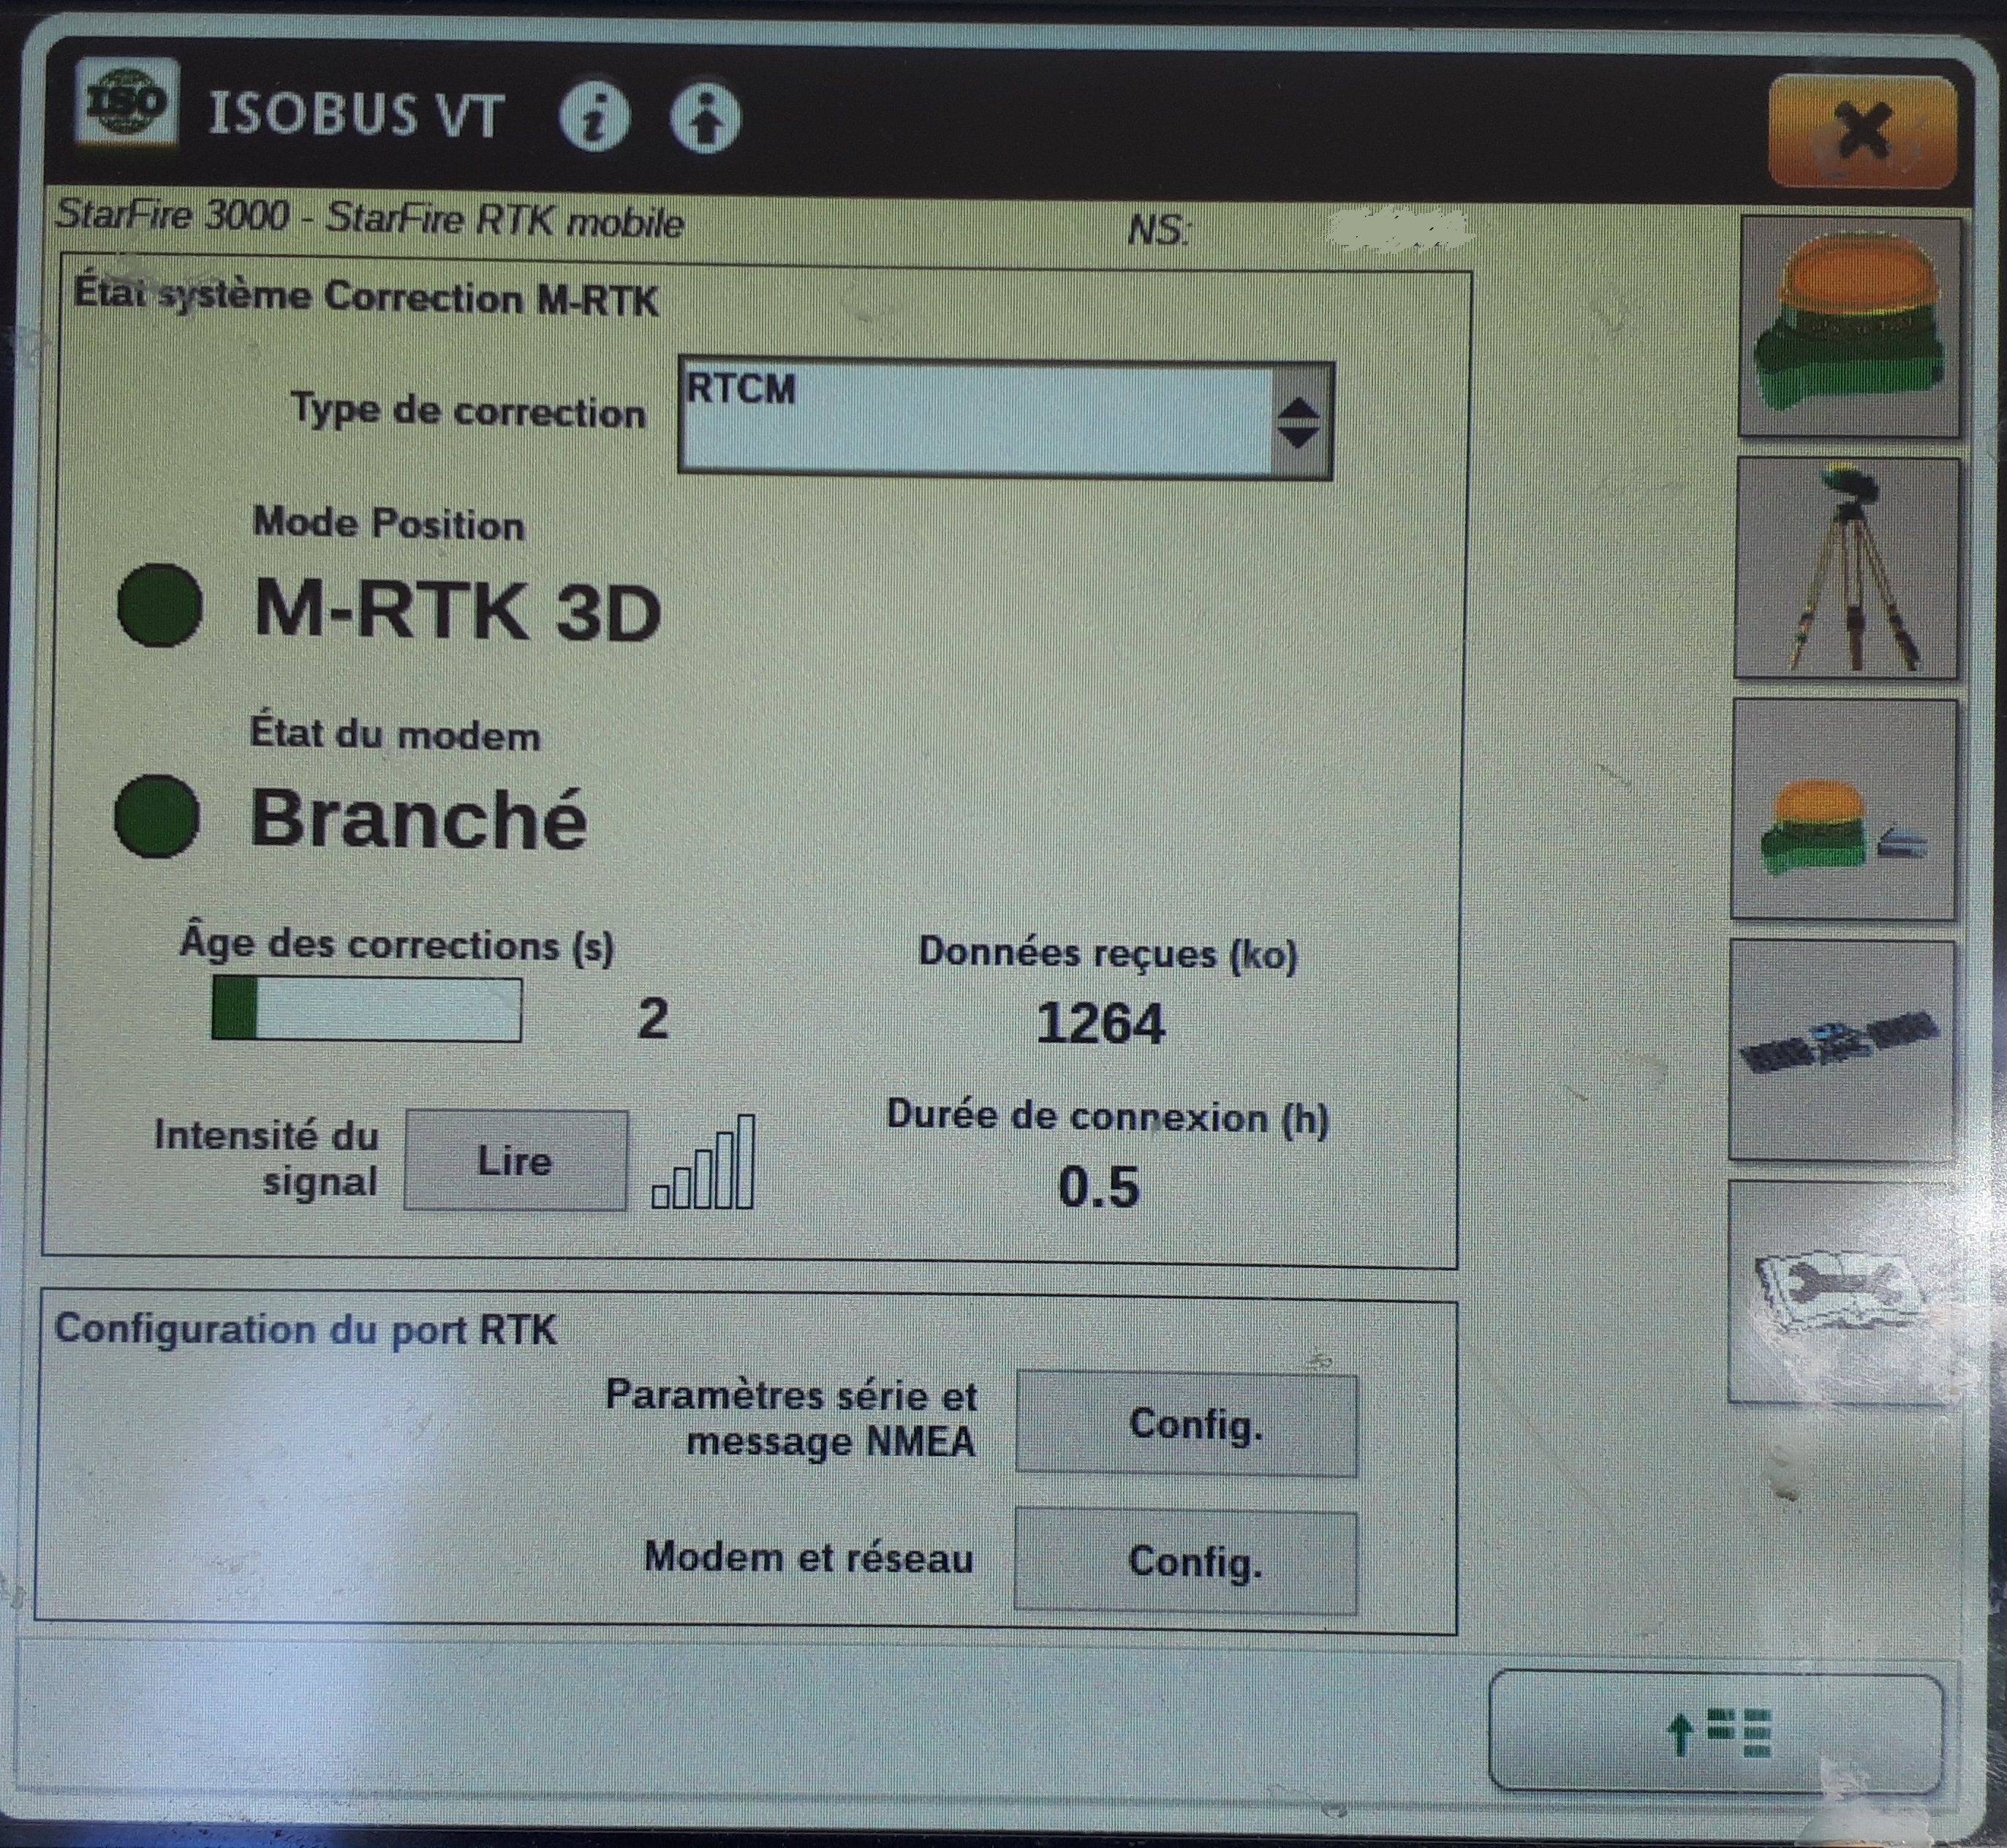 ISO
ISOBUS VT
StarFire 3000 - StarFire RTK mobile
NS:
État système Correction M-RTK
Type de correction
RTCM
Mode Position
M-RTK 3D
État du modem
Branché
Âge des corrections (s)
2
Données reçues (ko)
1264
Intensité du
signal
Lire
Durée de connexion (h)
0.5
Configuration du port RTK
Paramètres série et
message NMEA
Config.
Modem et réseau
Config.